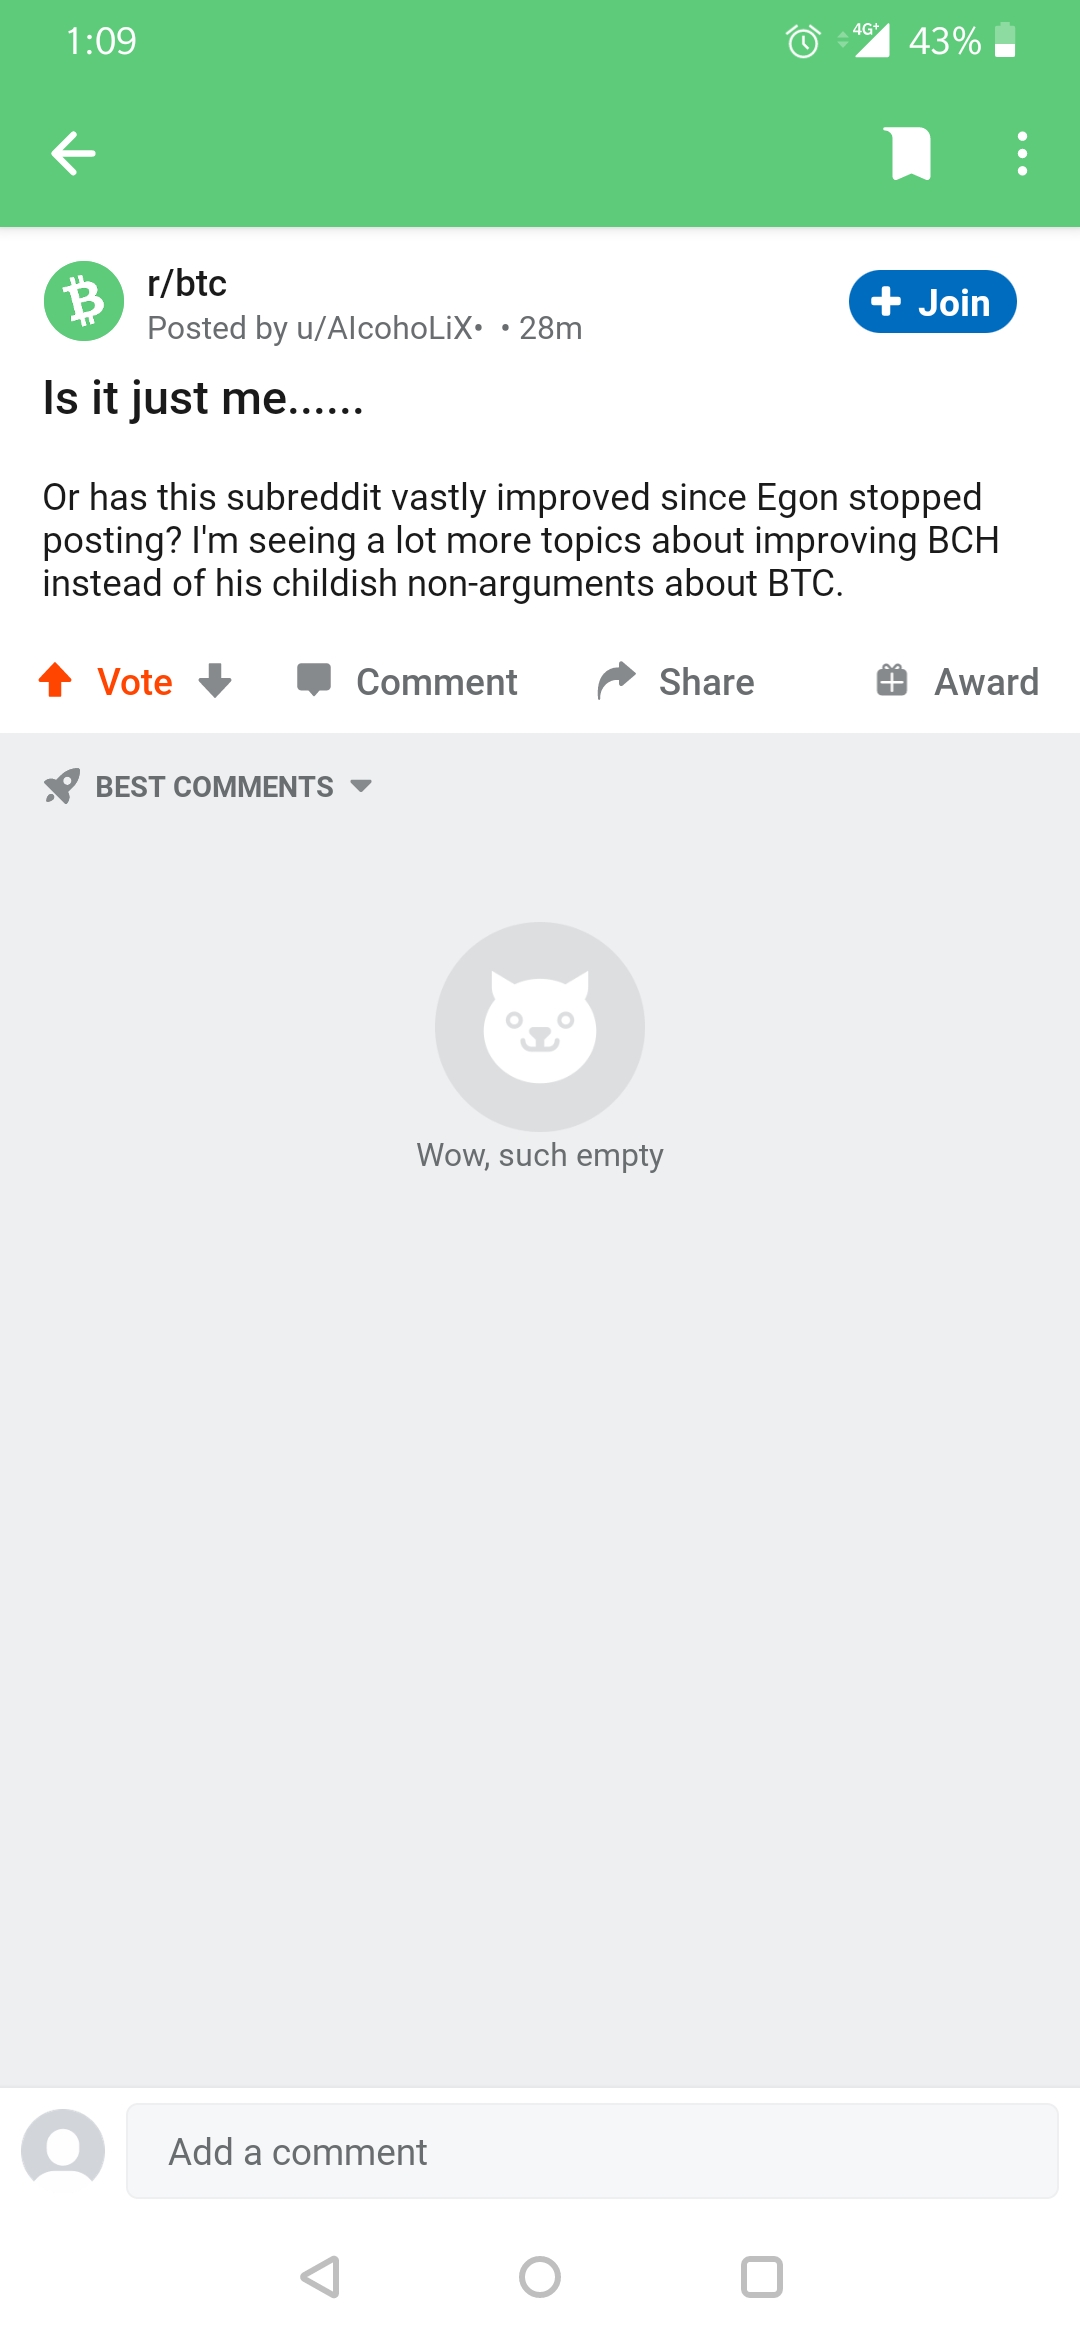 1:09
4G+ 43%
r/btc
Posted by u/AlcohoLiX• • 28m
Join
Is it just me......
Or has this subreddit vastly improved since Egon stopped
posting? I'm seeing a lot more topics about improving BCH
instead of his childish non-arguments about BTC.
Vote Comment Share Award
BEST COMMENTS
Wow, such empty
Add a comment